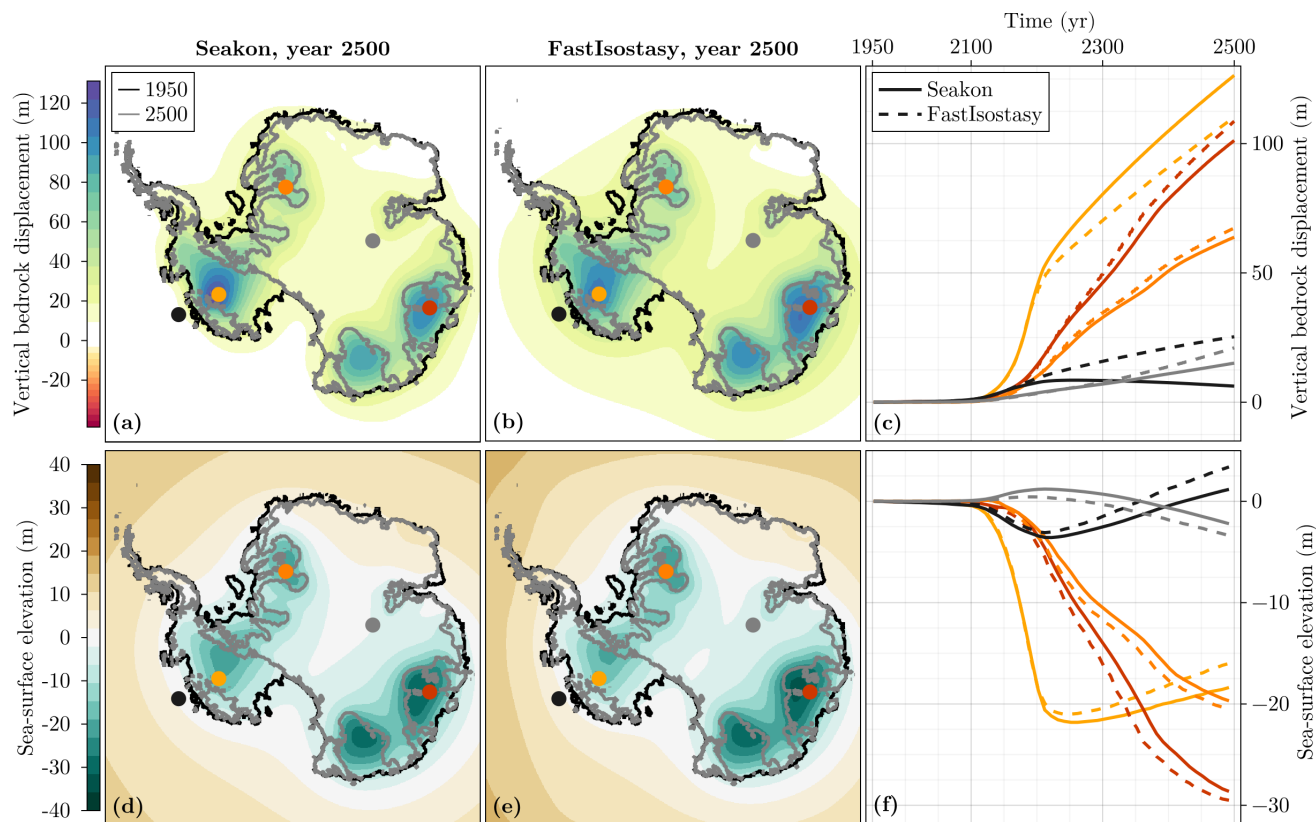 Time (yr)
1950 2100 2300 2500
Seakon, year 2500
FastIsostasy, year 2500
Vertical bedrock displacement (m)
120
100
80
60
40
20
0
-20
1950
2500
(a)
(b)
Seakon
FastIsostasy
(c)
100
50
0
Vertical bedrock displacement (m)
Sea-surface elevation (m)
40
30
20
10
0
-10
-20
-30
-40
(d)
(e)
(f)
0
−10
−20
−30
Sea-surface elevation (m)